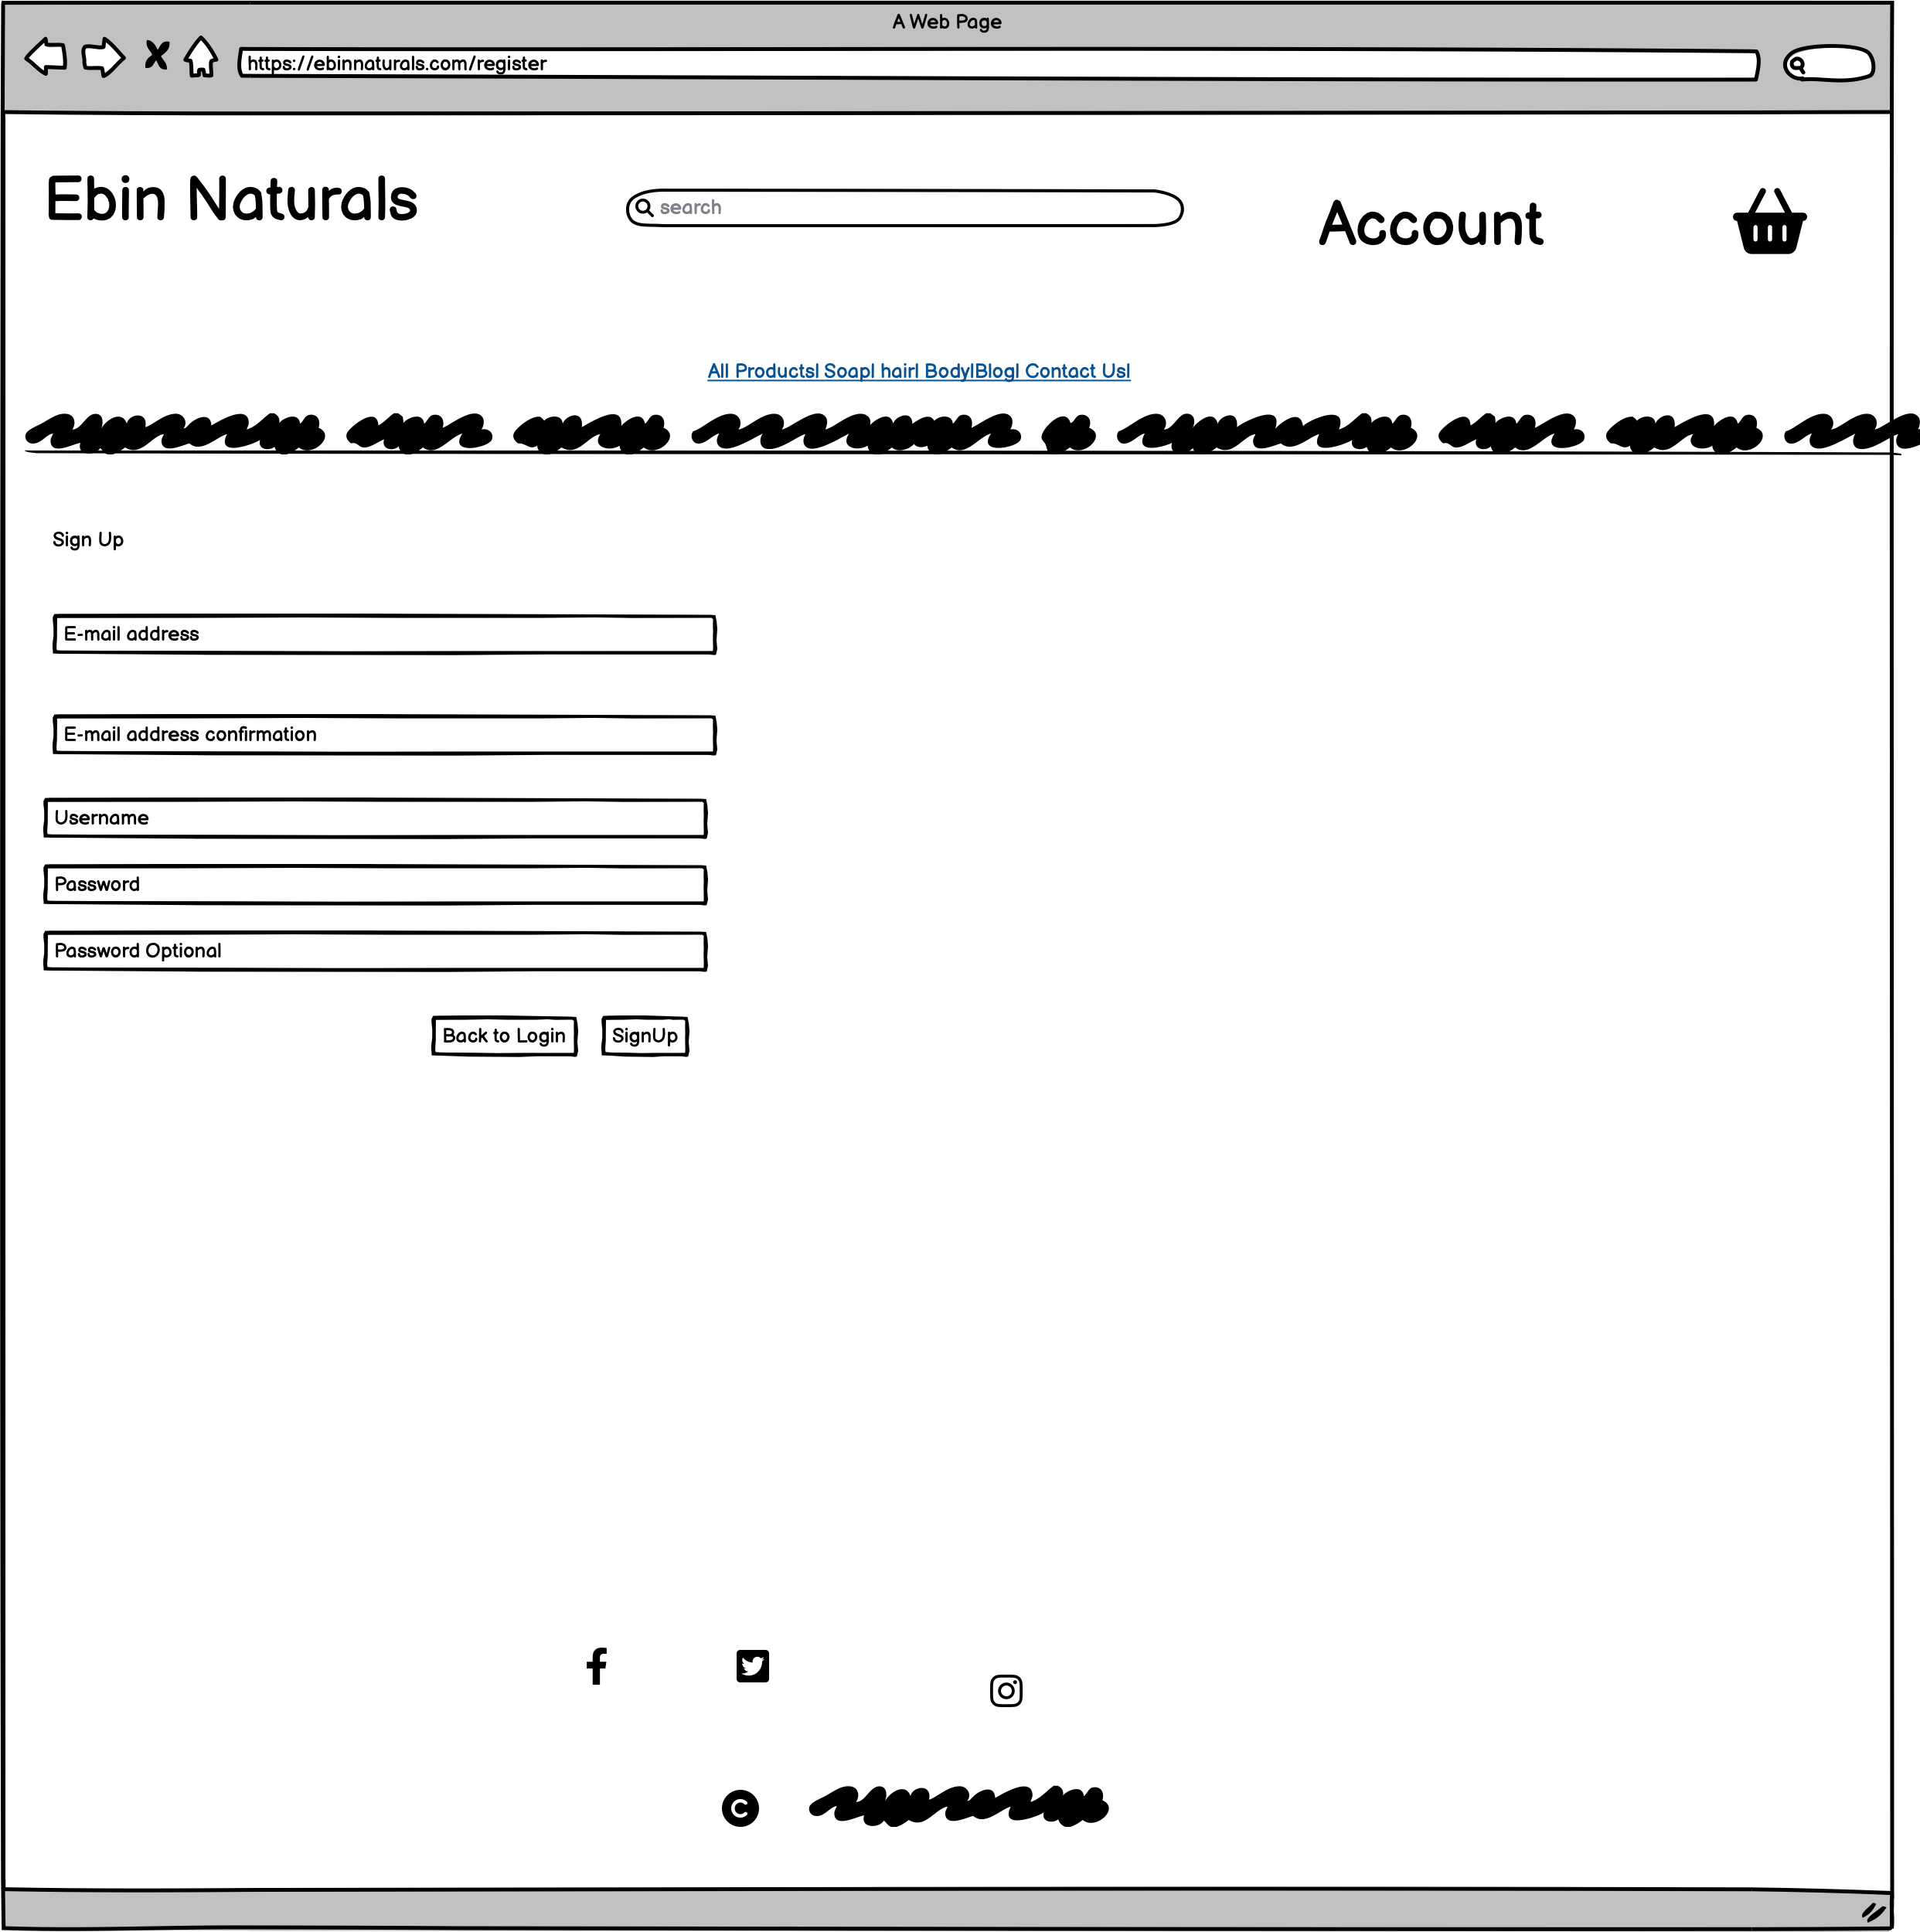 A Web Page
https://ebinnaturals.com/register
Ebin Naturals
search
Account
All Products| Soap| hair| Body|Blog| Contact Us|
Sign Up
E-mail address
E-mail address confirmation
Username
Password
Password Optional
Back to Login
SignUp